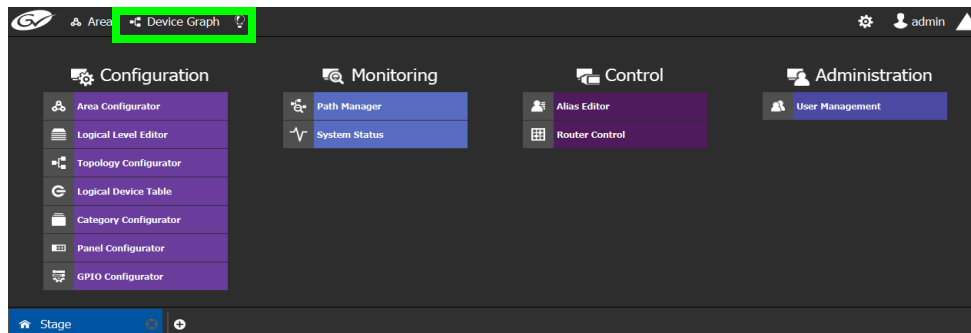 GV Area Device Graph admin
Configuration Monitoring Control Administration
Area Configurator Path Manager Alias Editor User Management
Logical Level Editor System Status Router Control
Topology Configurator
Logical Device Table
Category Configurator
Panel Configurator
GPIO Configurator
Stage